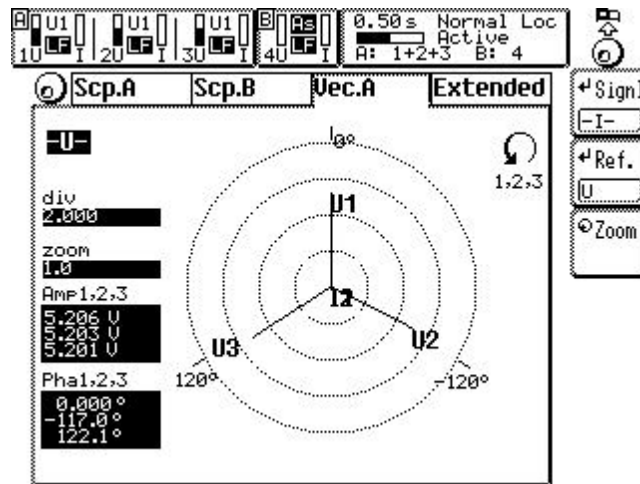 A U1 U1 U1 B As 0.50s Normal Loc
LF LF LF LF Active
1U I 2U I 3U I 4U I A: 1+2+3 B: 4
Scp.A Scp.B Vec.A Extended
Signl
-I-
Ref.
U
Zoom
-U-
0°
1,2,3
div
2.000
U1
zoom
1.0
Amp1,2,3
5.206 V
5.203 V
5.201 V
U3
U2
120°
-120°
Pha1,2,3
0.000°
-117.0°
122.1°